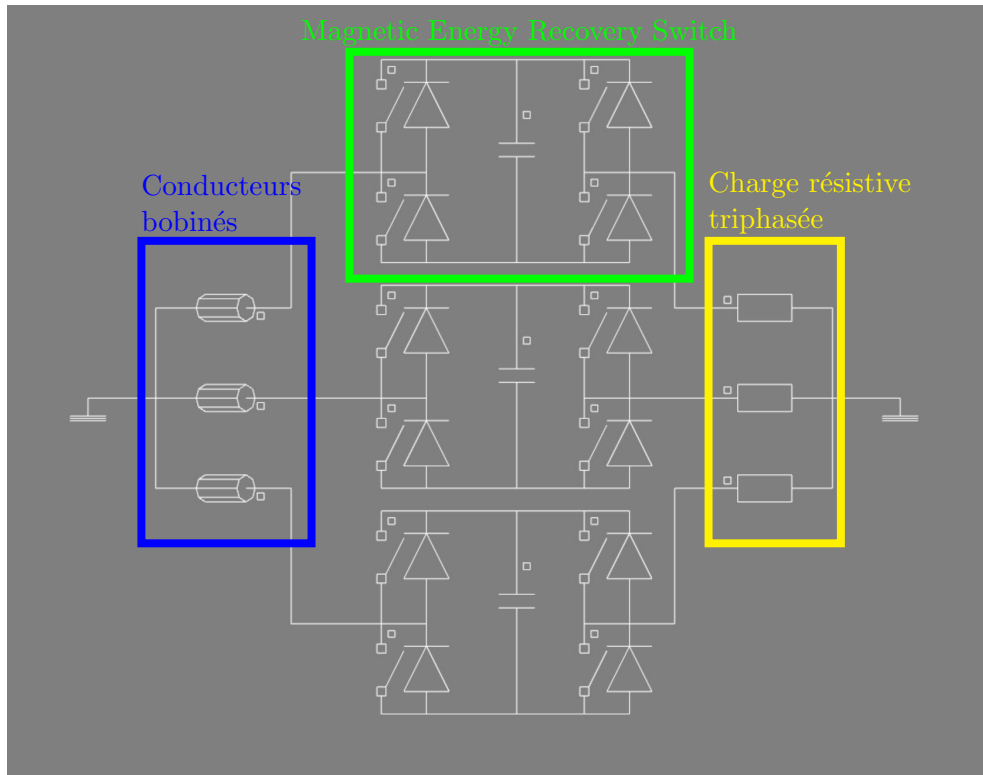 Magnetic Energy Recovery Switch
Conducteurs
bobinés
Charge résistive
triphasée